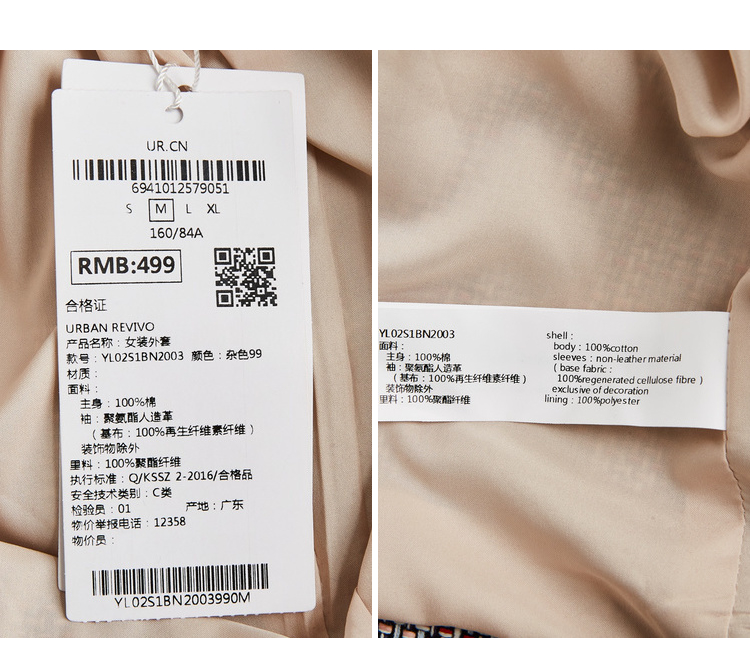 UR.CN
6941012579051
S M L XL
160/84A
RMB:499
合格证
URBAN REVIVO
产品名称：女装外套
款号：YL02S1BN2003 颜色：杂色99
材质：
面料：
主身：100%棉
袖：聚氨酯人造革
（基布：100%再生纤维素纤维）
装饰物除外
里料：100%聚酯纤维
执行标准：Q/KSSZ 2-2016/合格品
安全技术类别：C类
检验员：01 产地：广东
物价举报电话：12358
物价员：
YL02S1BN2003990M
YL02S1BN2003
面料：
主身：100%棉
袖：聚氨酯人造革
（基布：100%再生纤维素纤维）
装饰物除外
里料：100%聚酯纤维
shell：
body：100%cotton
sleeves：non-leather material
（base fabric：
100%regenerated cellulose fibre）
exclusive of decoration
lining：100%polyester